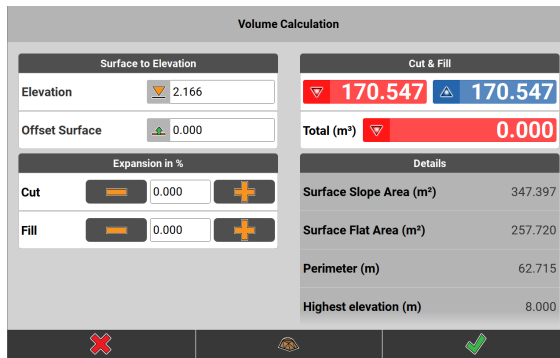 Volume Calculation
Surface to Elevation
Elevation 2.166
Offset Surface 0.000
Expansion in %
Cut 0.000
Fill 0.000
Cut & Fill
170.547 170.547
Total (m³) 0.000
Details
Surface Slope Area (m²) 347.397
Surface Flat Area (m²) 257.720
Perimeter (m) 62.715
Highest elevation (m) 8.000